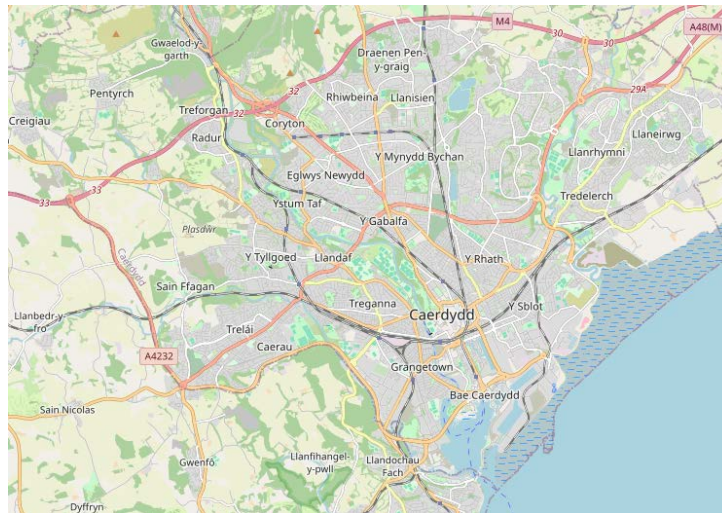 M4
30
30
A48(M)
Gwaelod-y-
garth
Draenen Pen-
y-graig
Pentyrch
32
Rhiwbeina
Llanisien
29A
Creigiau
Treforgan
32
Coryton
Radur
Llaneirwg
Llanrhymni
Y Mynydd Bychan
Eglwys Newydd
Tredelerch
33
33
Ystum Taf
Y Gabalfa
Plasdŵr
Caerdydd
Y Tyllgoed
Llandaf
Y Rhath
Sain Ffagan
Treganna
Y Sblot
Llanbedr-y-
fro
Caerdydd
Trelái
Caerau
A4232
Grangetown
Bae Caerdydd
Sain Nicolas
Gwenfô
Llanfihangel-
y-pwll
Llandochau
Fach
Dyffryn